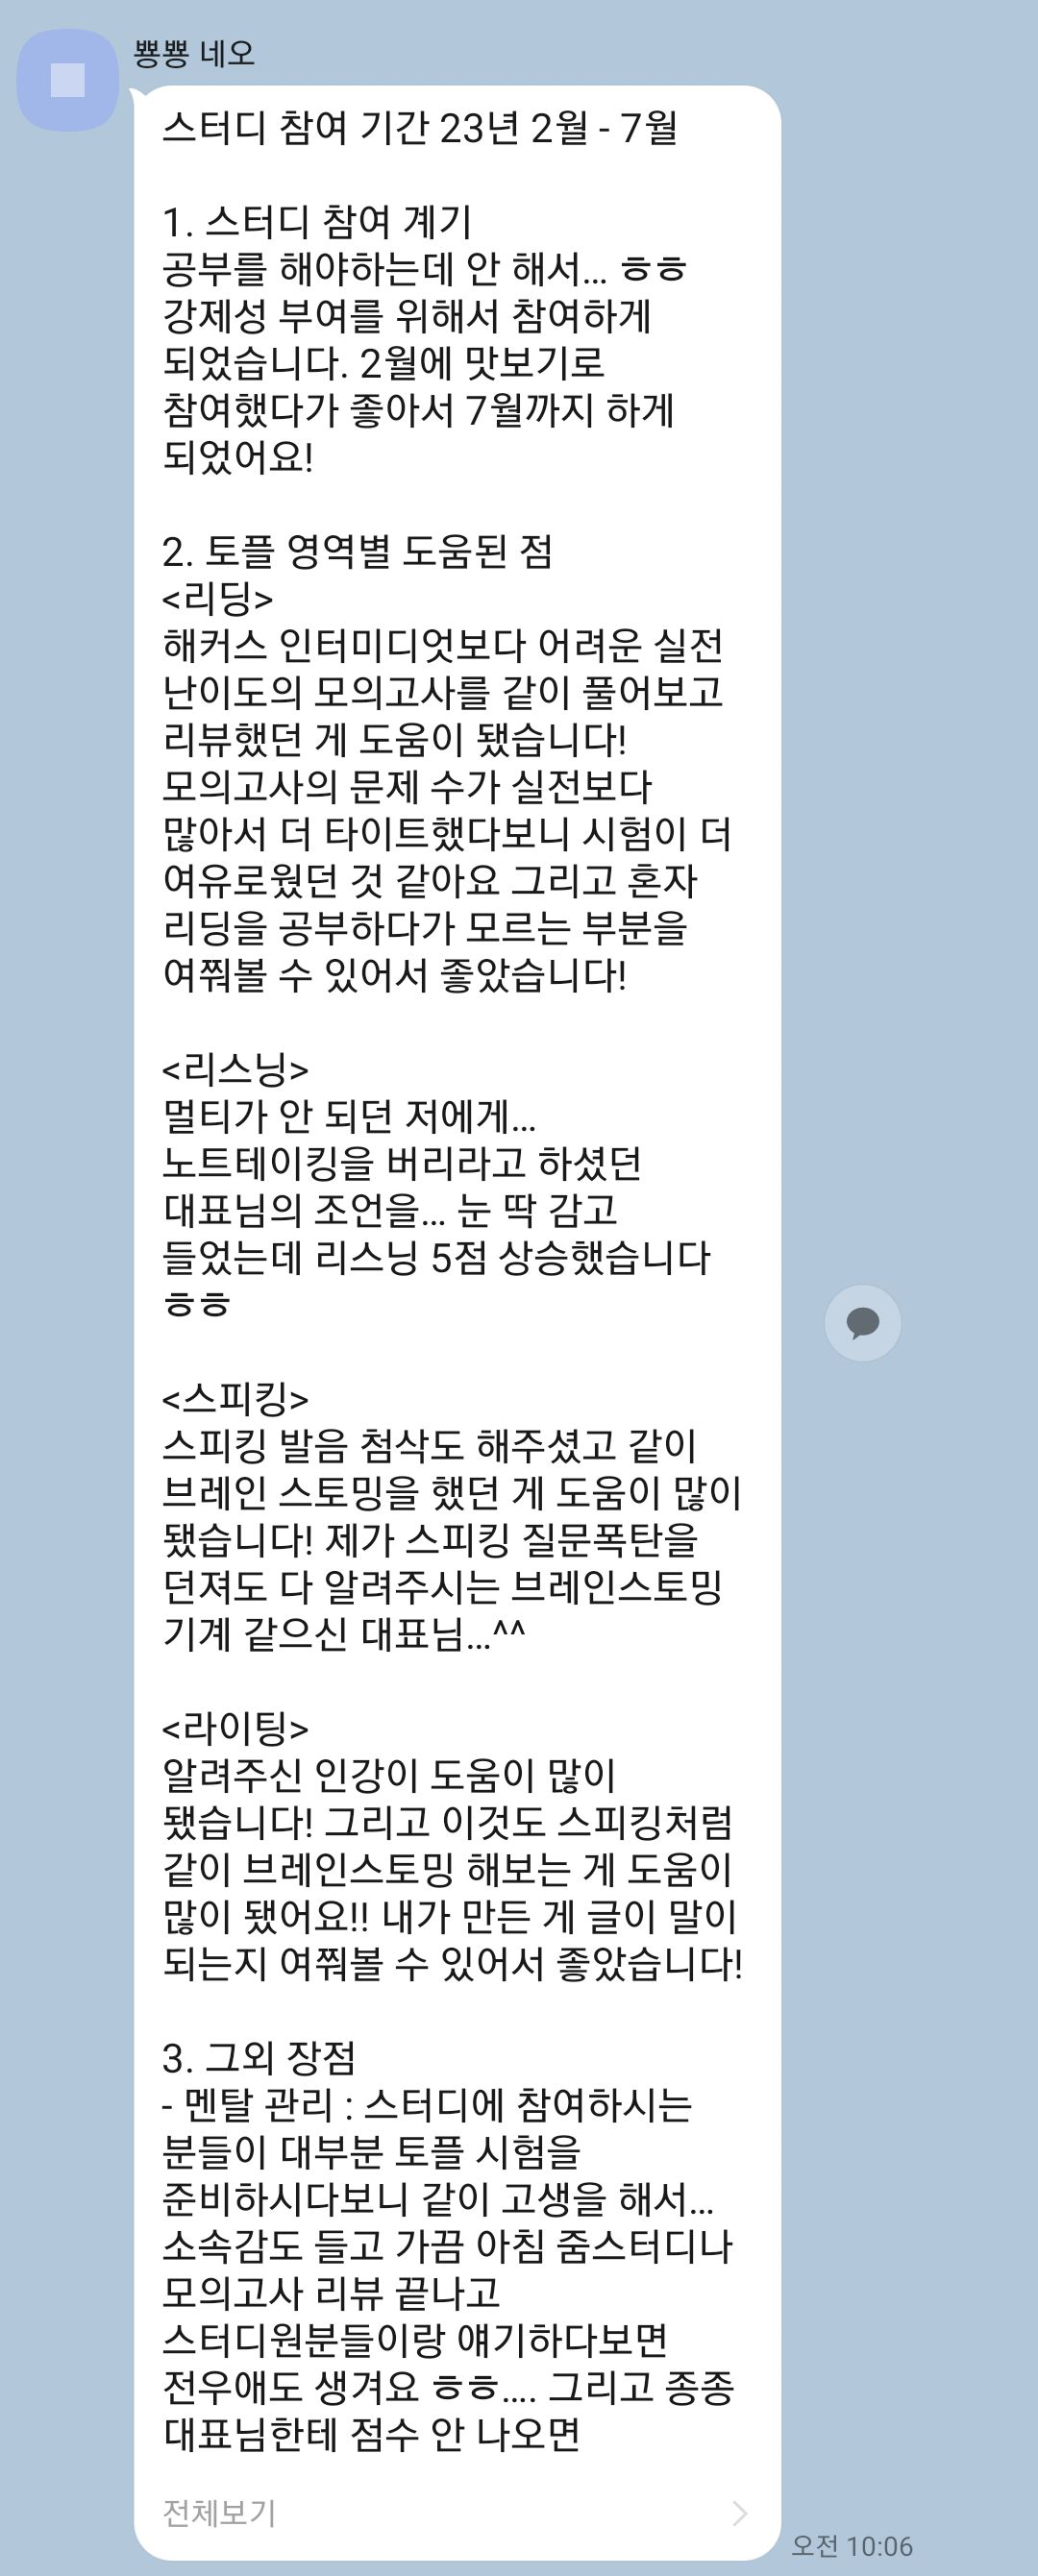 뿅뿅 네오
스터디 참여 기간 23년 2월 - 7월
1. 스터디 참여 계기
공부를 해야하는데 안 해서... ㅎㅎ
강제성 부여를 위해서 참여하게
되었습니다. 2월에 맛보기로
참여했다가 좋아서 7월까지 하게
되었어요!
2. 토플 영역별 도움된 점
<리딩>
해커스 인터미디엇보다 어려운 실전
난이도의 모의고사를 같이 풀어보고
리뷰했던 게 도움이 됐습니다!
모의고사의 문제 수가 실전보다
많아서 더 타이트했다보니 시험이 더
여유로웠던 것 같아요 그리고 혼자
리딩을 공부하다가 모르는 부분을
여쭤볼 수 있어서 좋았습니다!
<리스닝>
멀티가 안 되던 저에게...
노트테이킹을 버리라고 하셨던
대표님의 조언을... 눈 딱 감고
들었는데 리스닝 5점 상승했습니다
ㅎㅎ
<스피킹>
스피킹 발음 첨삭도 해주셨고 같이
브레인 스토밍을 했던 게 도움이 많이
됐습니다! 제가 스피킹 질문폭탄을
던져도 다 알려주시는 브레인스토밍
기계 같으신 대표님...^^
<라이팅>
알려주신 인강이 도움이 많이
됐습니다! 그리고 이것도 스피킹처럼
같이 브레인스토밍 해보는 게 도움이
많이 됐어요!! 내가 만든 게 글이 말이
되는지 여쭤볼 수 있어서 좋았습니다!
3. 그외 장점
- 멘탈 관리 : 스터디에 참여하시는
분들이 대부분 토플 시험을
준비하시다보니 같이 고생을 해서...
소속감도 들고 가끔 아침 줌스터디나
모의고사 리뷰 끝나고
스터디원분들이랑 얘기하다보면
전우애도 생겨요 ㅎㅎ.... 그리고 종종
대표님한테 점수 안 나오면
전체보기
오전 10:06